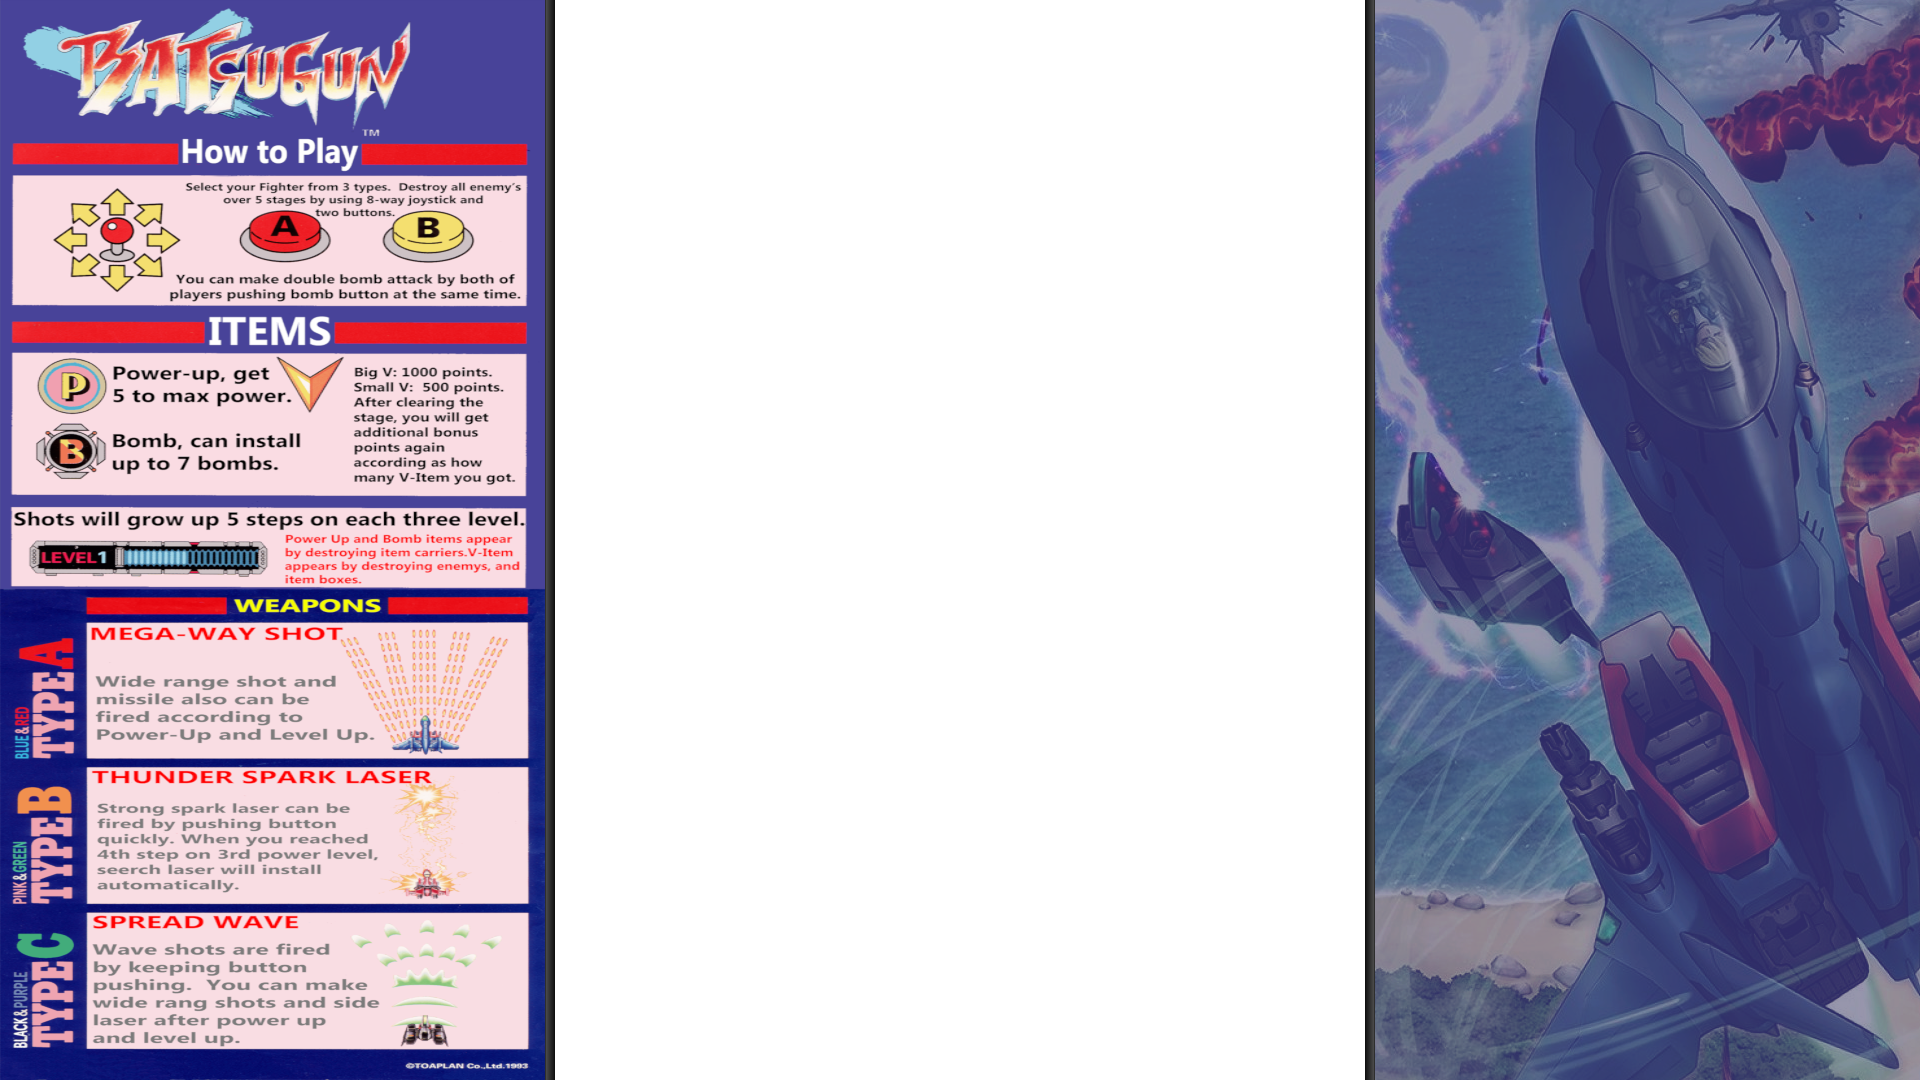 BATSUGUN
TM
How to Play
Select your Fighter from 3 types. Destroy all enemy's
over 5 stages by using 8-way joystick and
two buttons.
A
B
You can make double bomb attack by both of
players pushing bomb button at the same time.
ITEMS
P
Power-up, get
5 to max power.
B
Bomb, can install
up to 7 bombs.
Big V: 1000 points.
Small V: 500 points.
After clearing the
stage, you will get
additional bonus
points again
according as how
many V-Item you got.
Shots will grow up 5 steps on each three level.
LEVEL1
Power Up and Bomb items appear
by destroying item carriers.V-Item
appears by destroying enemys, and
item boxes.
WEAPONS
BLUE&RED
TYPE A
MEGA-WAY SHOT
Wide range shot and
missile also can be
fired according to
Power-Up and Level Up.
PINK&GREEN
TYPE B
THUNDER SPARK LASER
Strong spark laser can be
fired by pushing button
quickly. When you reached
4th step on 3rd power level,
seerch laser will install
automatically.
BLACK&PURPLE
TYPE C
SPREAD WAVE
Wave shots are fired
by keeping button
pushing. You can make
wide rang shots and side
laser after power up
and level up.
©TOAPLAN Co.,Ltd.1993